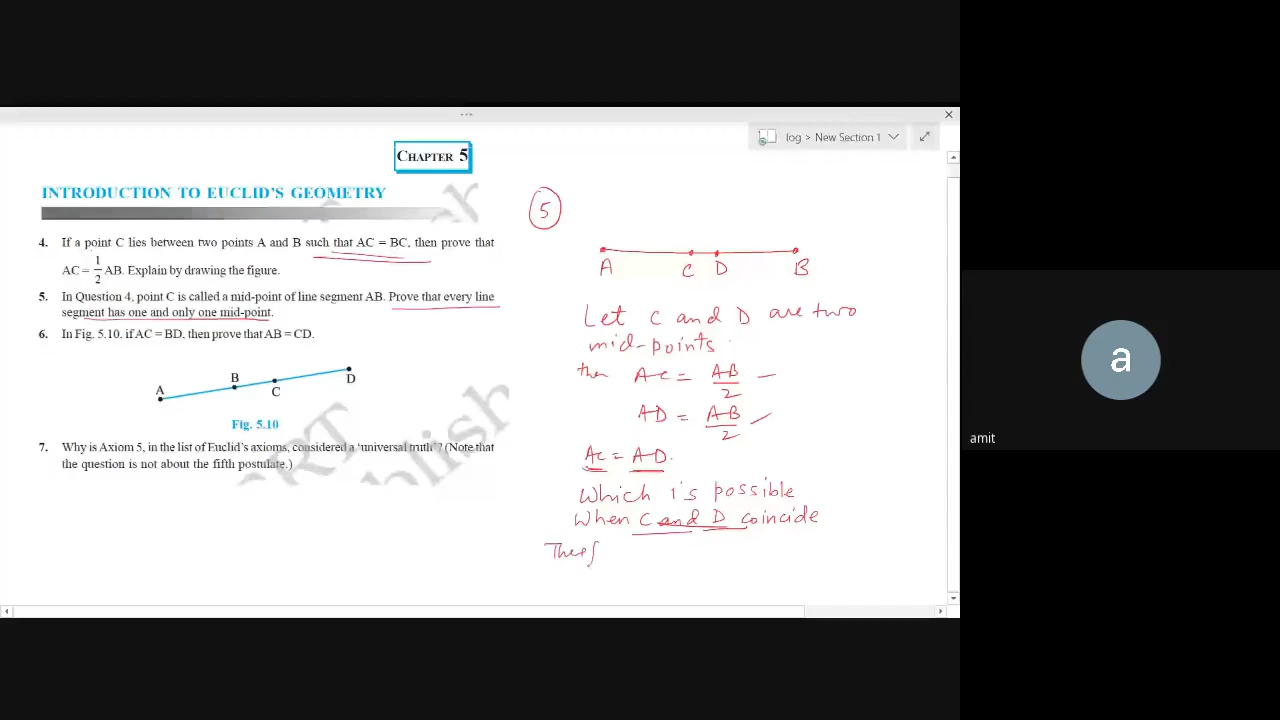 log > New Section 1
CHAPTER 5
INTRODUCTION TO EUCLID'S GEOMETRY
4. If a point C lies between two points A and B such that AC = BC, then prove that
AC = 1/2 AB. Explain by drawing the figure.
5. In Question 4, point C is called a mid-point of line segment AB. Prove that every line
segment has one and only one mid-point.
6. In Fig. 5.10, if AC = BD, then prove that AB = CD.
A B C D
Fig. 5.10
7. Why is Axiom 5, in the list of Euclid's axioms, considered a 'universal truth'? (Note that
the question is not about the fifth postulate.)
5
A C D B
Let C and D are two
mid-points
then AC = AB/2
AD = AB/2
AC = AD.
Which is possible
When C and D coincide
a
amit